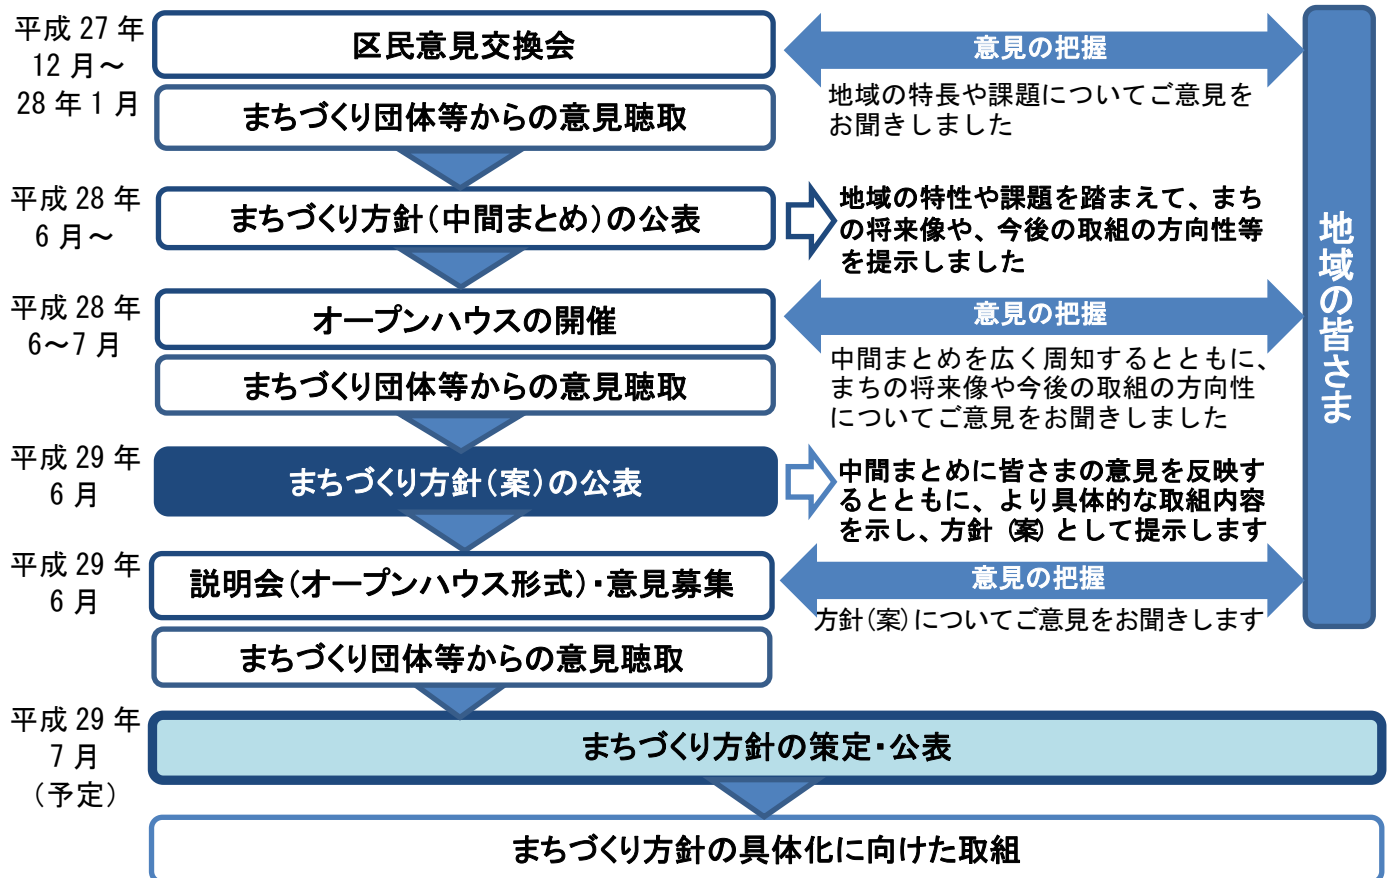 平成 27 年
12 月～
28 年 1 月
区民意見交換会
まちづくり団体等からの意見聴取
意見の把握
地域の特長や課題についてご意見を
お聞きしました
平成 28 年
6 月～
まちづくり方針（中間まとめ）の公表
地域の特性や課題を踏まえて、まち
の将来像や、今後の取組の方向性等
を提示しました
平成 28 年
6～7 月
オープンハウスの開催
まちづくり団体等からの意見聴取
意見の把握
中間まとめを広く周知するとともに、
まちの将来像や今後の取組の方向性
についてご意見をお聞きしました
平成 29 年
6 月
まちづくり方針（案）の公表
中間まとめに皆さまの意見を反映す
るとともに、より具体的な取組内容
を示し、方針（案）として提示します
平成 29 年
6 月
説明会（オープンハウス形式）・意見募集
まちづくり団体等からの意見聴取
意見の把握
方針（案）についてご意見をお聞きします
地域の皆さま
平成 29 年
7 月
（予定）
まちづくり方針の策定・公表
まちづくり方針の具体化に向けた取組